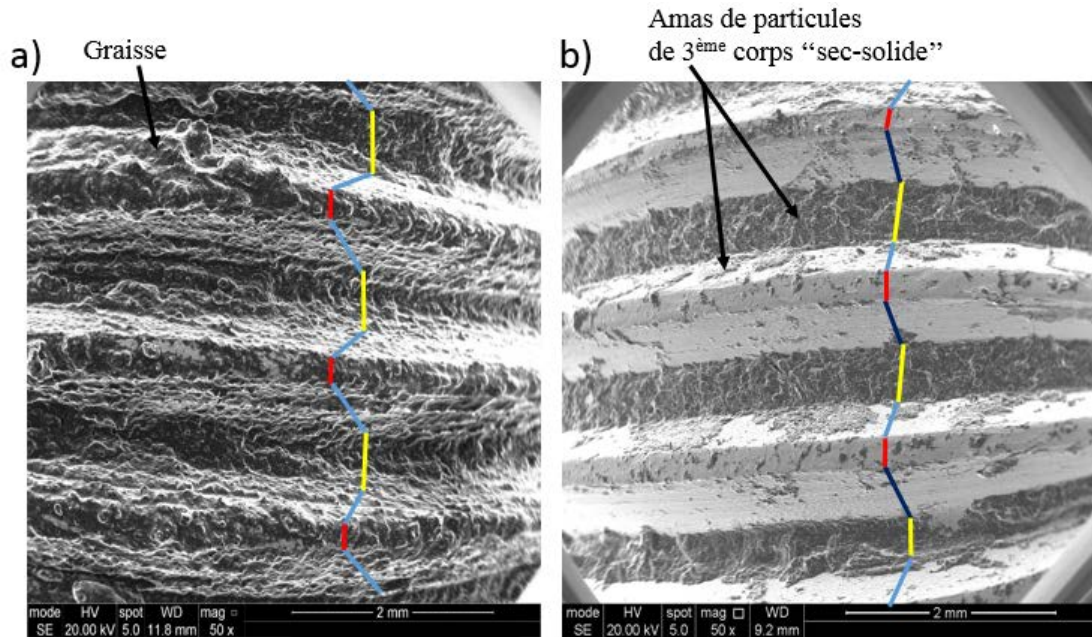 a)
Graisse
b)
Amas de particules
de 3ème corps “sec-solide”
mode HV spot WD mag □
SE 20.00 kV 5.0 11.8 mm 50 x
2 mm
mode HV spot WD mag □
SE 20.00 kV 5.0 9.2 mm 50 x
2 mm